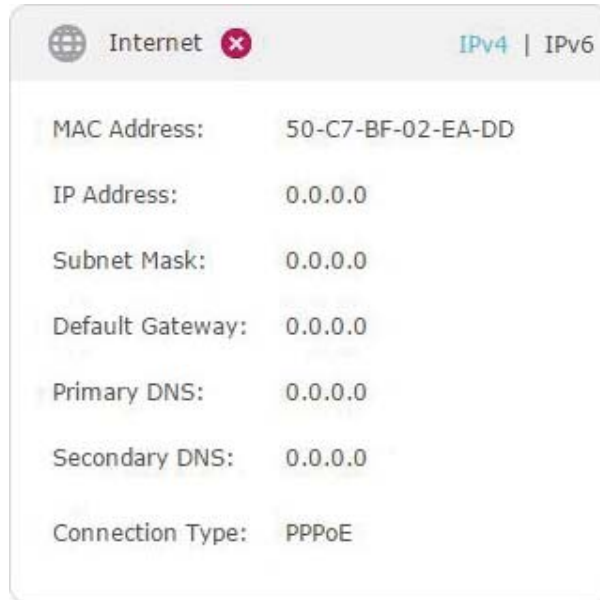 Internet IPv4 | IPv6
MAC Address: 50-C7-BF-02-EA-DD
IP Address: 0.0.0.0
Subnet Mask: 0.0.0.0
Default Gateway: 0.0.0.0
Primary DNS: 0.0.0.0
Secondary DNS: 0.0.0.0
Connection Type: PPPoE